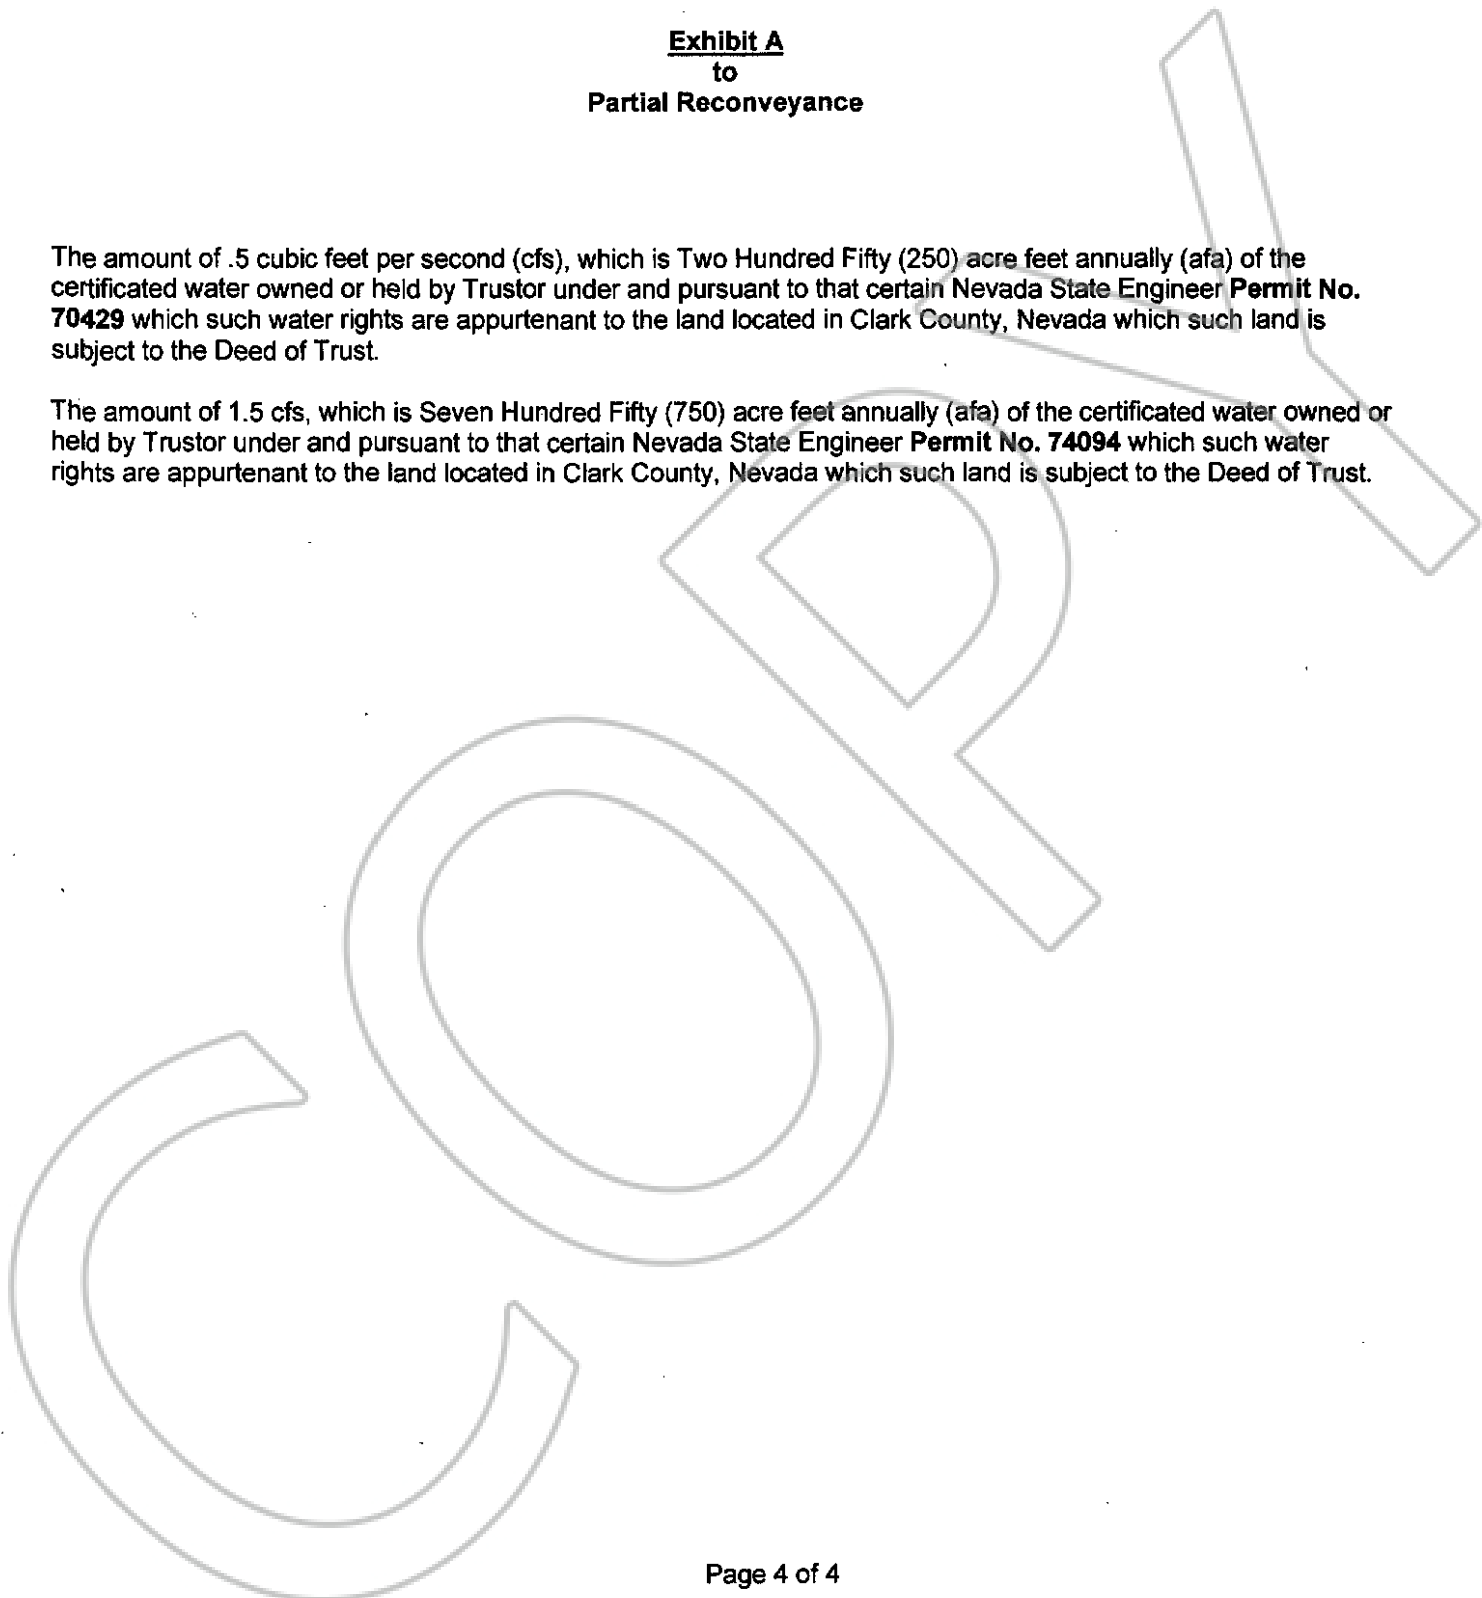 Exhibit A
to
Partial Reconveyance
The amount of .5 cubic feet per second (cfs), which is Two Hundred Fifty (250) acre feet annually (afa) of the
certificated water owned or held by Trustor under and pursuant to that certain Nevada State Engineer Permit No.
70429 which such water rights are appurtenant to the land located in Clark County, Nevada which such land is
subject to the Deed of Trust.
The amount of 1.5 cfs, which is Seven Hundred Fifty (750) acre feet annually (afa) of the certificated water owned or
held by Trustor under and pursuant to that certain Nevada State Engineer Permit No. 74094 which such water
rights are appurtenant to the land located in Clark County, Nevada which such land is subject to the Deed of Trust.
COPY
Page 4 of 4